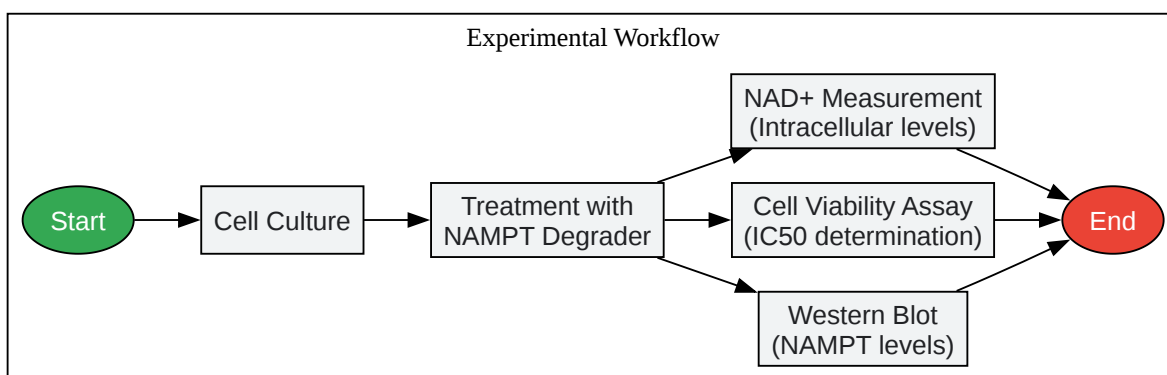 Experimental Workflow
Start
Cell Culture
Treatment with
NAMPT Degrader
NAD+ Measurement
(Intracellular levels)
Cell Viability Assay
(IC50 determination)
Western Blot
(NAMPT levels)
End